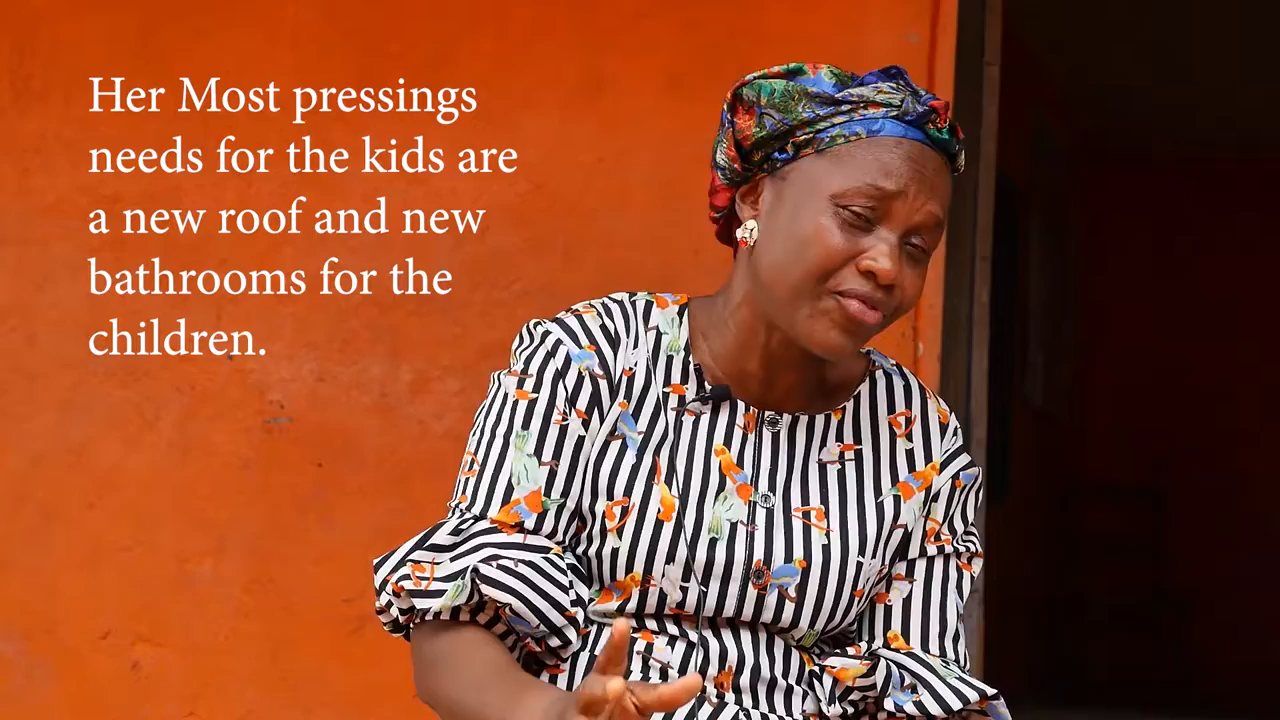 Her Most pressings
needs for the kids are
a new roof and new
bathrooms for the
children.